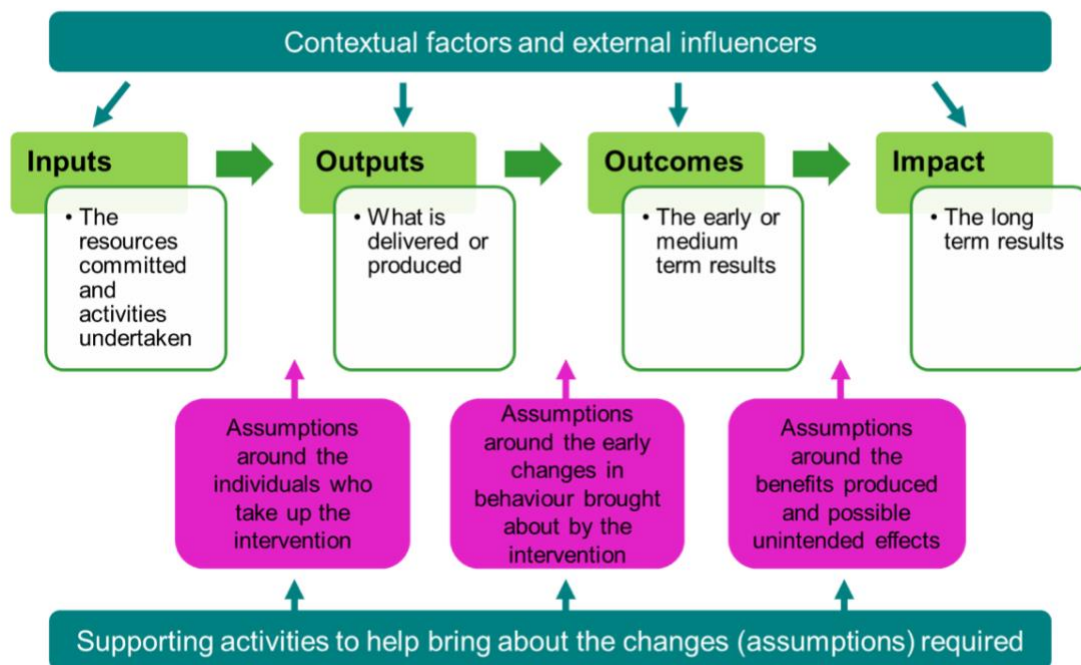 Contextual factors and external influencers
Inputs
Outputs
Outcomes
Impact
• The
resources
committed
and
activities
undertaken
• What is
delivered or
produced
• The early or
medium
term results
• The long
term results
Assumptions
around the
individuals who
take up the
intervention
Assumptions
around the early
changes in
behaviour brought
about by the
intervention
Assumptions
around the
benefits produced
and possible
unintended effects
Supporting activities to help bring about the changes (assumptions) required